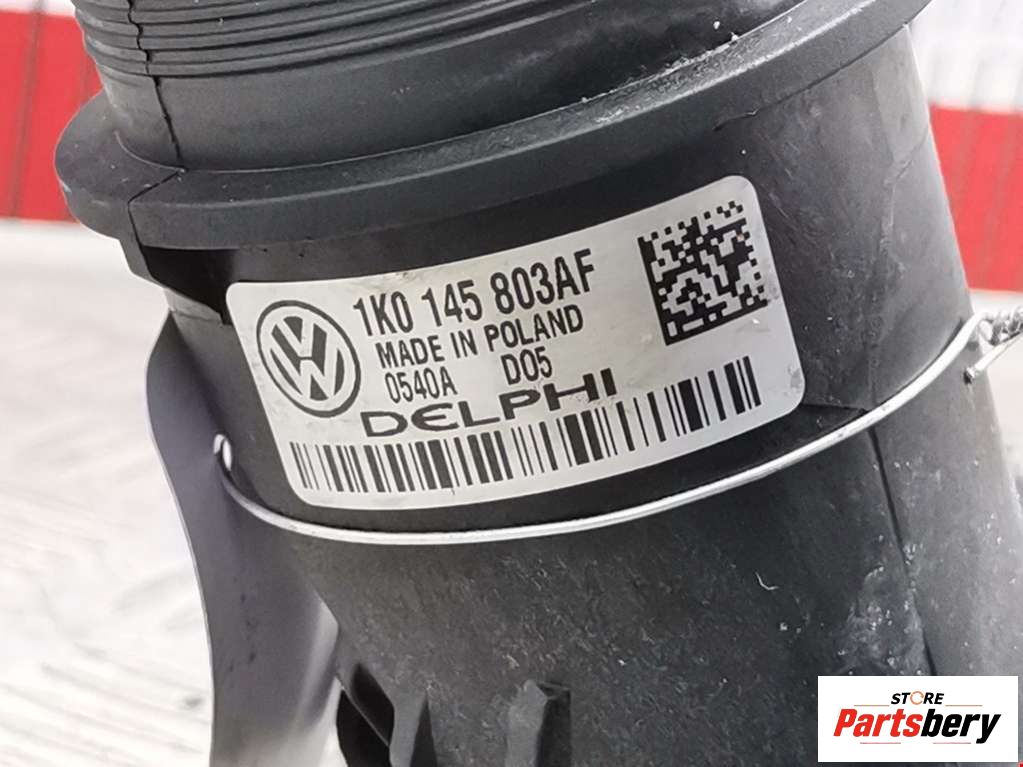 1K0 145 803AF
MADE IN POLAND
0540A D05
DELPHI
STORE
Partsbery